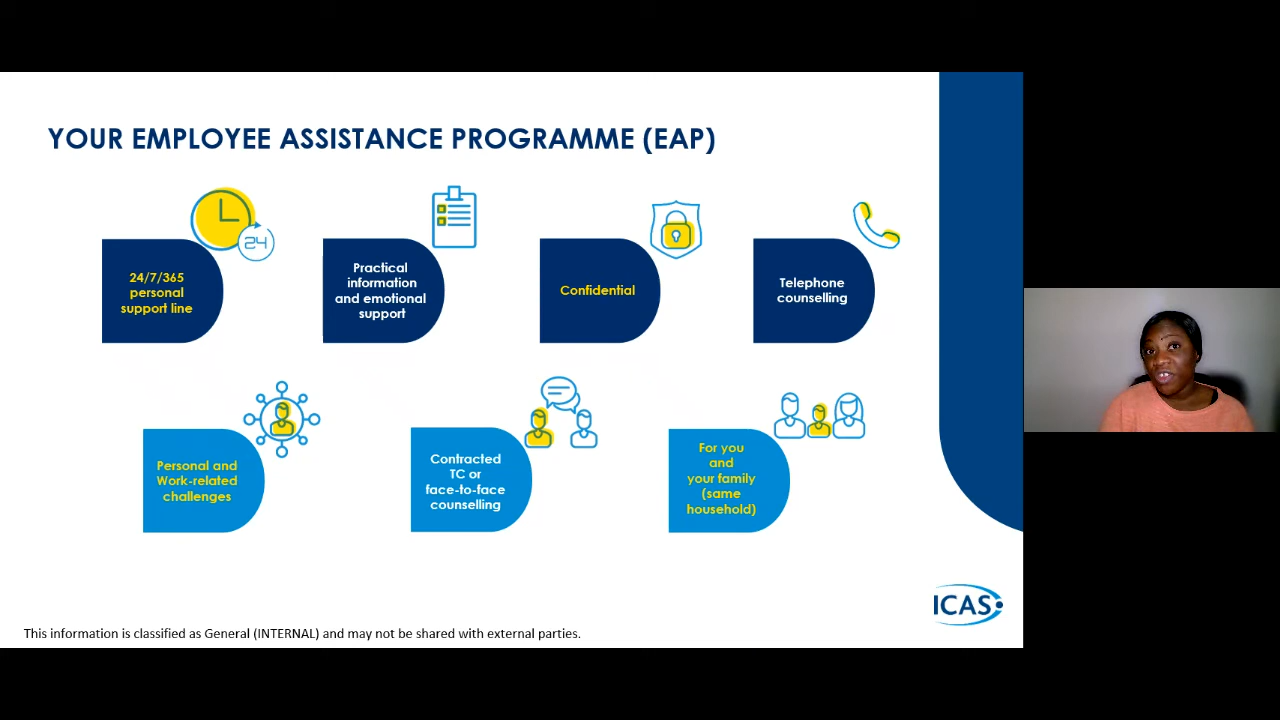 YOUR EMPLOYEE ASSISTANCE PROGRAMME (EAP)
24
24/7/365
personal
support line
Practical
information
and emotional
support
Confidential
Telephone
counselling
Personal and
Work-related
challenges
Contracted
TC or
face-to-face
counselling
For you
and
your family
(same
household)
ICAS
This information is classified as General (INTERNAL) and may not be shared with external parties.